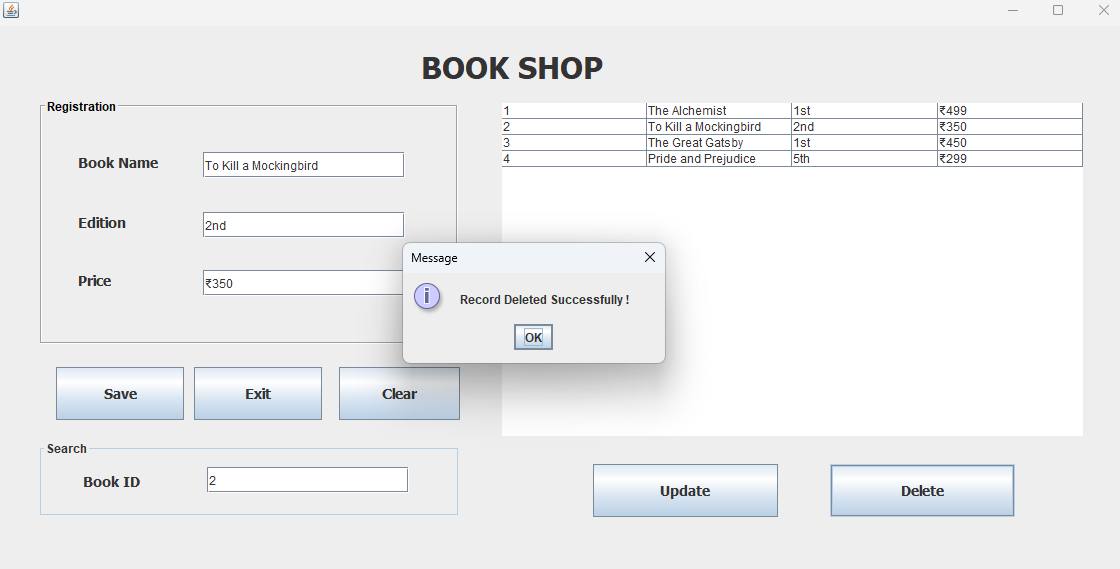 BOOK SHOP
Registration
Book Name To Kill a Mockingbird
Edition 2nd
Price ₹350
1 The Alchemist 1st ₹499
2 To Kill a Mockingbird 2nd ₹350
3 The Great Gatsby 1st ₹450
4 Pride and Prejudice 5th ₹299
Message
i Record Deleted Successfully !
OK
Save Exit Clear
Search
Book ID 2
Update Delete